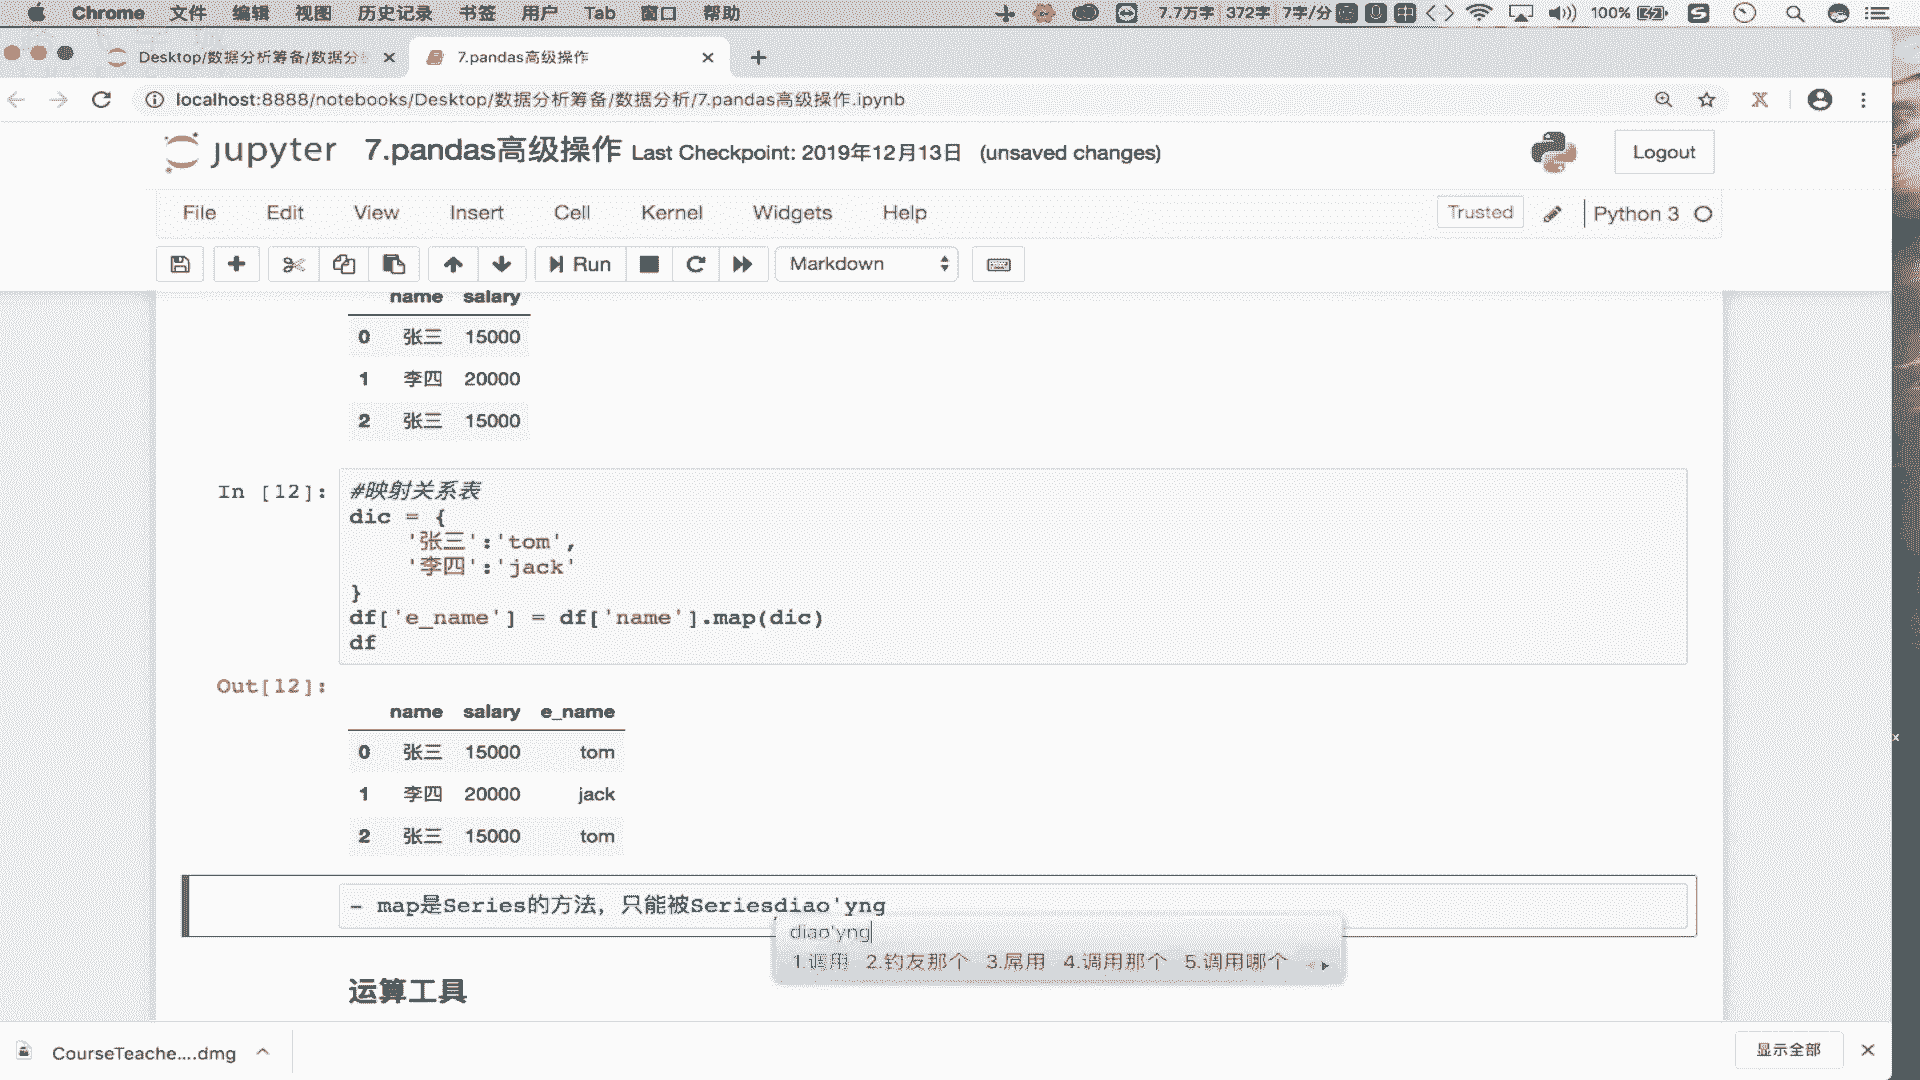 Chrome 文件 编辑 视图 历史记录 书签 用户 Tab 窗口 帮助 7.7万字 372字 7字/分 中 100%
Desktop/数据分析筹备/数据分 7.pandas高级操作
localhost:8888/notebooks/Desktop/数据分析筹备/数据分析/7.pandas高级操作.ipynb
jupyter 7.pandas高级操作 Last Checkpoint: 2019年12月13日 (unsaved changes) Logout
File Edit View Insert Cell Kernel Widgets Help Trusted Python 3
Run Markdown
name salary
0 张三 15000
1 李四 20000
2 张三 15000
In [12]: #映射关系表
dic = {
'张三':'tom',
'李四':'jack'
}
df['e_name'] = df['name'].map(dic)
df
Out[12]:
name salary e_name
0 张三 15000 tom
1 李四 20000 jack
2 张三 15000 tom
- map是Series的方法，只能被Seriesdiao'yng
diao'yng
1.调用 2.钓友那个 3.屌用 4.调用那个 5.调用哪个
运算工具
CourseTeache....dmg 显示全部